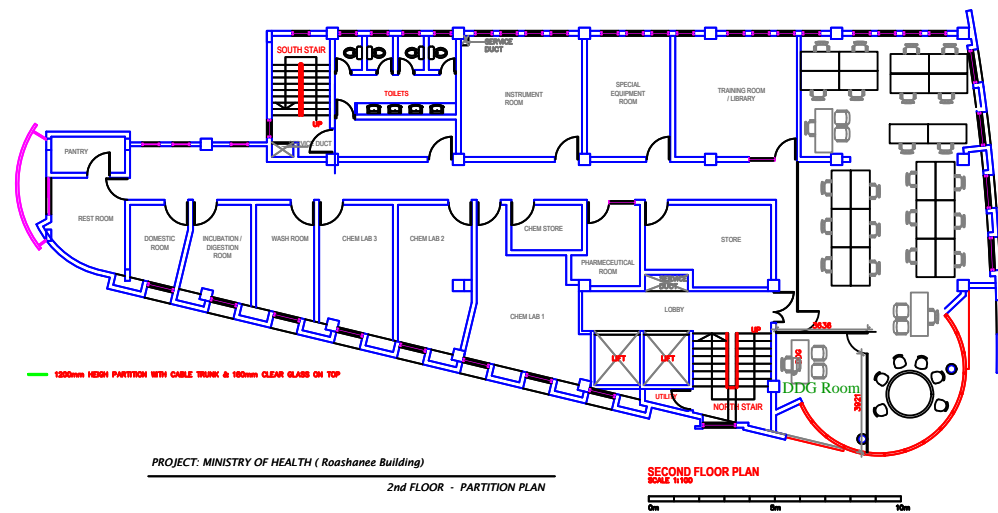 SERVICE
DUCT
SOUTH STAIR
TOILETS
INSTRUMENT
ROOM
SPECIAL
EQUIPMENT
ROOM
TRAINING ROOM
/ LIBRARY
UP
DUCT
PANTRY
REST ROOM
DOMESTIC
ROOM
INCUBATION /
DIGESTION
ROOM
WASH ROOM
CHEM LAB 3
CHEM LAB 2
CHEM STORE
PHARMECEUTICAL
ROOM
STORE
SERVICE
DUCT
CHEM LAB 1
LOBBY
UP
LIFT
LIFT
DDG Room
3921
UTILITY
NORTH STAIR
1200mm HEIGH PARTITION WITH CABLE TRUNK & 160mm CLEAR GLASS ON TOP
PROJECT: MINISTRY OF HEALTH ( Roashanee Building)
2nd FLOOR - PARTITION PLAN
SECOND FLOOR PLAN
SCALE 1:100
0m 5m 10m